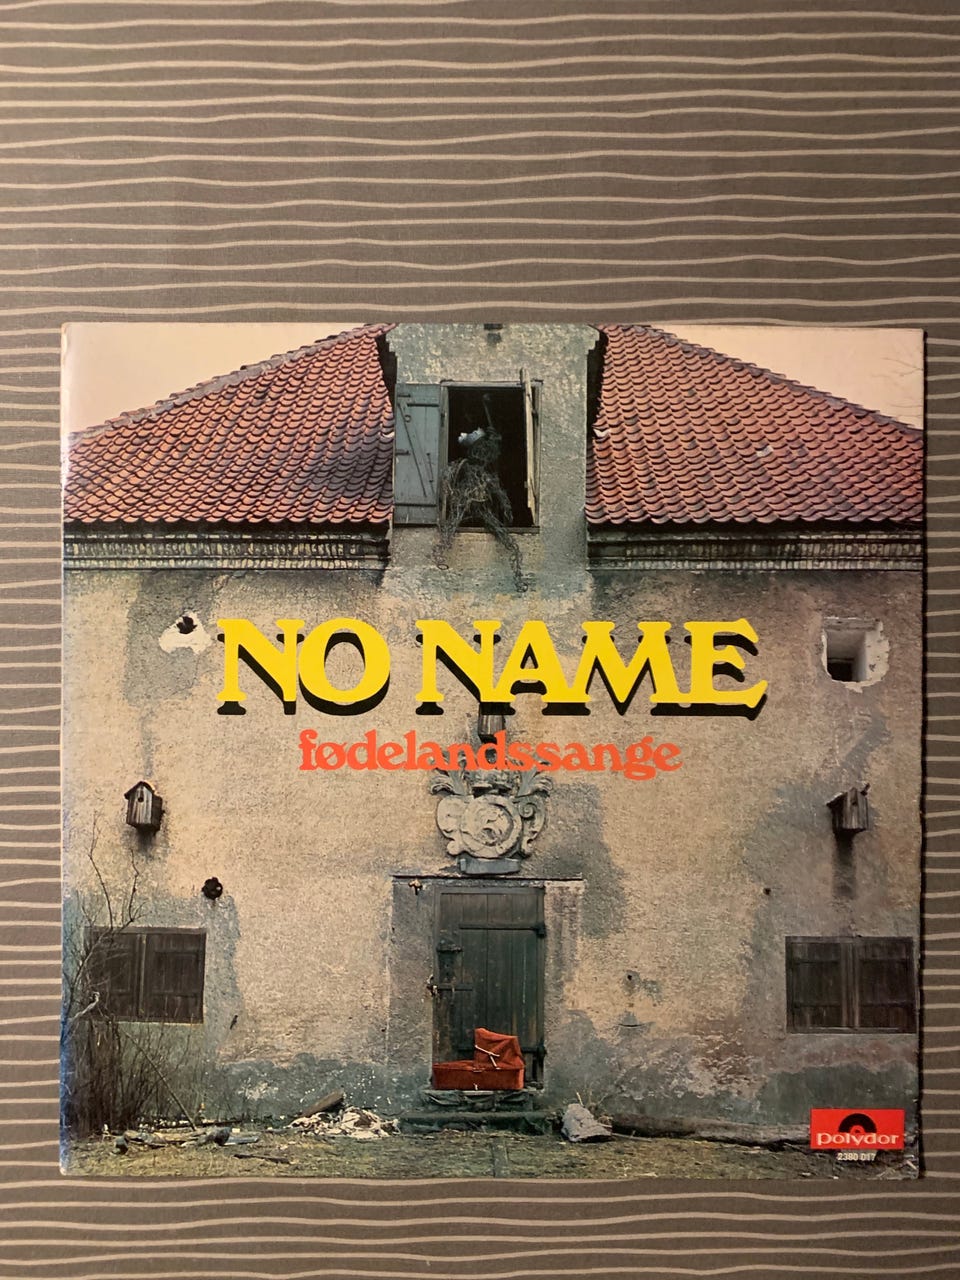 NO NAME
fødelandssange
polydor
2380 017